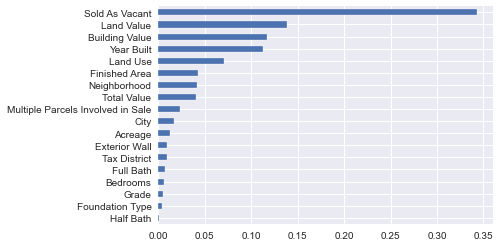 Sold As Vacant
Land Value
Building Value
Year Built
Land Use
Finished Area
Neighborhood
Total Value
Multiple Parcels Involved in Sale
City
Acreage
Exterior Wall
Tax District
Full Bath
Bedrooms
Grade
Foundation Type
Half Bath
0.00 0.05 0.10 0.15 0.20 0.25 0.30 0.35